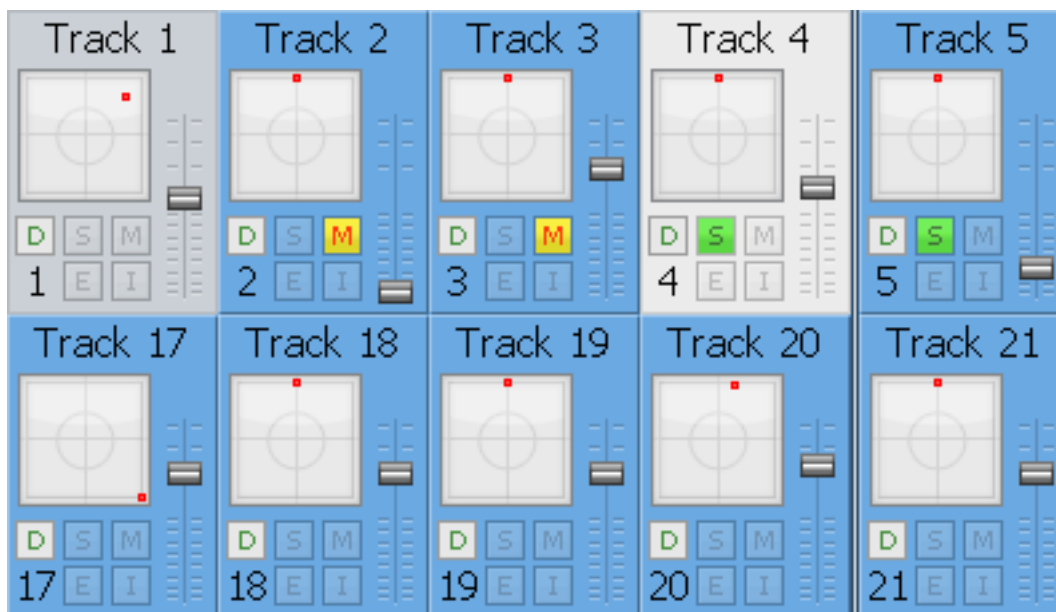 Track 1 Track 2 Track 3 Track 4 Track 5
D S M D S M D S M D S M D S M
1 E I 2 E I 3 E I 4 E I 5 E I
Track 17 Track 18 Track 19 Track 20 Track 21
D S M D S M D S M D S M D S M
17 E I 18 E I 19 E I 20 E I 21 E I